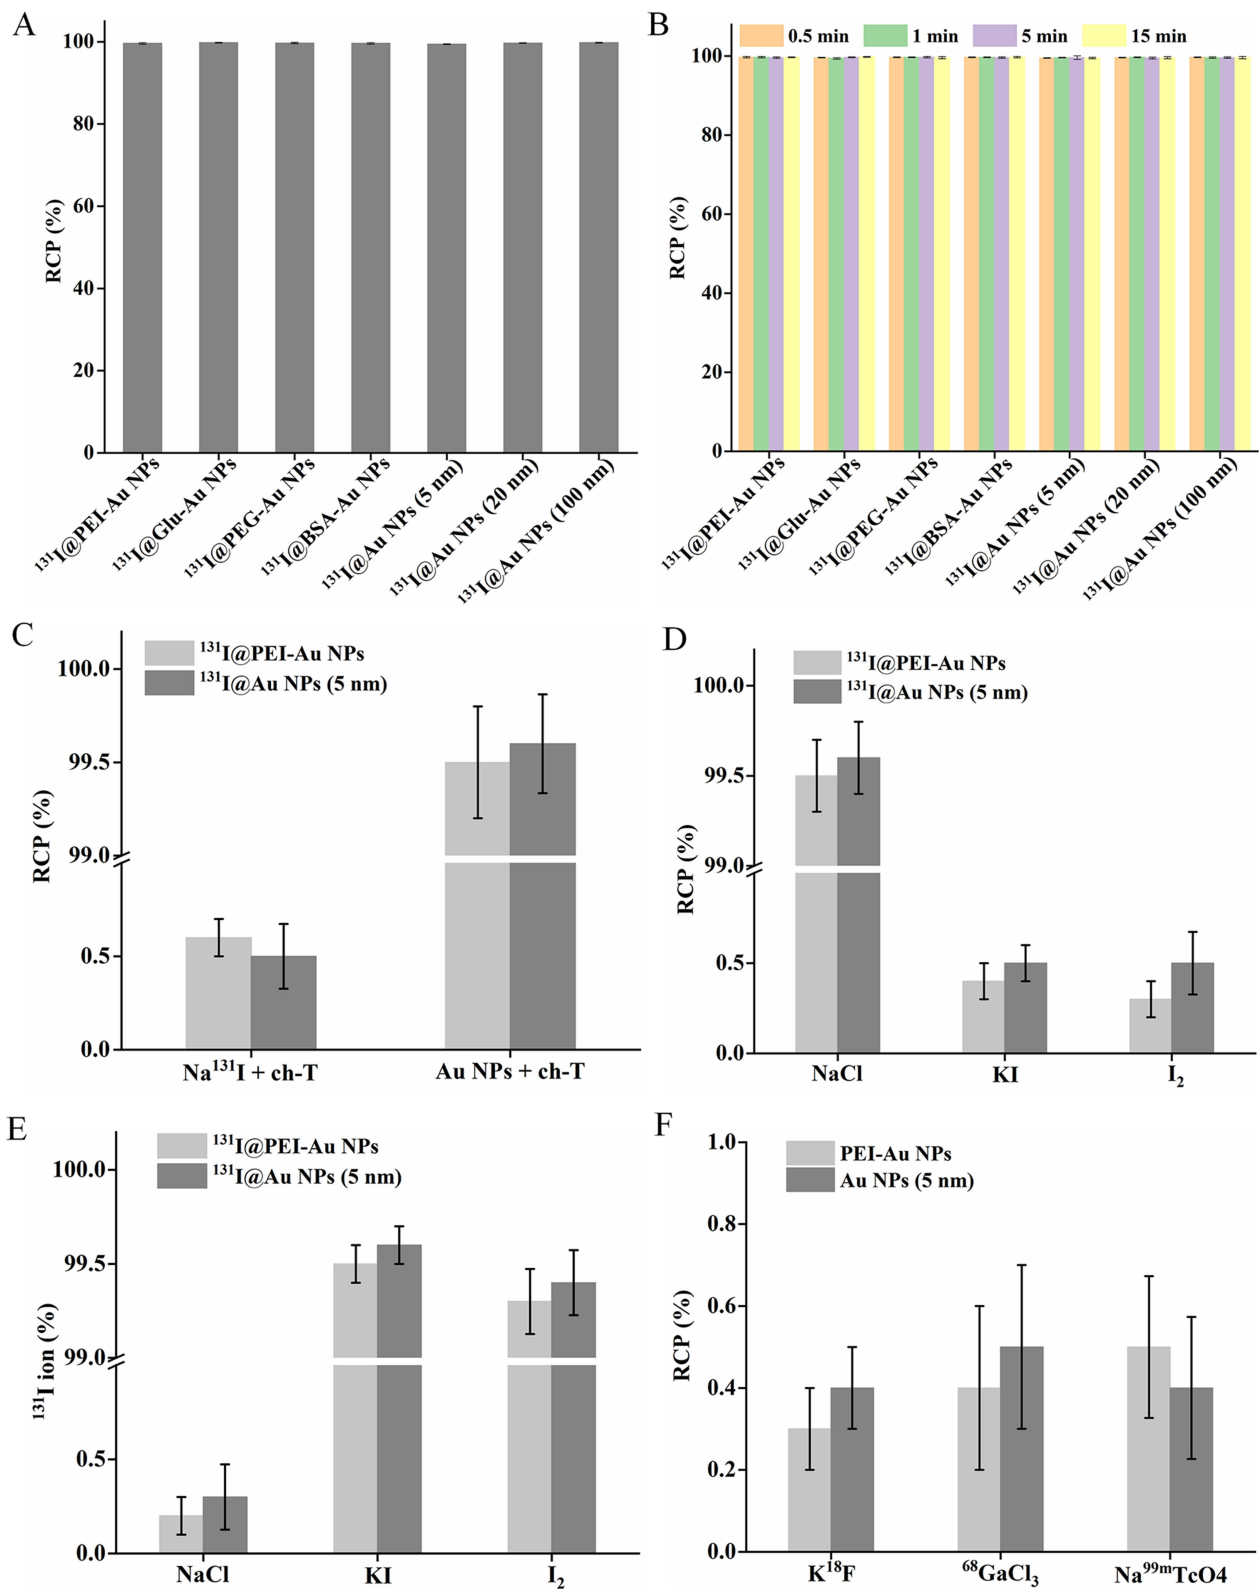 A
RCP (%)
100
80
60
40
20
0
¹³¹I@PEI-Au NPs
¹³¹I@Glu-Au NPs
¹³¹I@PEG-Au NPs
¹³¹I@BSA-Au NPs
¹³¹I@Au NPs (5 nm)
¹³¹I@Au NPs (20 nm)
¹³¹I@Au NPs (100 nm)
B
0.5 min 1 min 5 min 15 min
RCP (%)
100
80
60
40
20
0
¹³¹I@PEI-Au NPs
¹³¹I@Glu-Au NPs
¹³¹I@PEG-Au NPs
¹³¹I@BSA-Au NPs
¹³¹I@Au NPs (5 nm)
¹³¹I@Au NPs (20 nm)
¹³¹I@Au NPs (100 nm)
C
¹³¹I@PEI-Au NPs
¹³¹I@Au NPs (5 nm)
RCP (%)
100.0
99.5
99.0
0.5
0.0
Na¹³¹I + ch-T Au NPs + ch-T
D
¹³¹I@PEI-Au NPs
¹³¹I@Au NPs (5 nm)
RCP (%)
100.0
99.5
99.0
0.5
0.0
NaCl KI I₂
E
¹³¹I@PEI-Au NPs
¹³¹I@Au NPs (5 nm)
¹³¹I ion (%)
100.0
99.5
99.0
0.5
0.0
NaCl KI I₂
F
PEI-Au NPs
Au NPs (5 nm)
RCP (%)
1.0
0.8
0.6
0.4
0.2
0.0
K¹⁸F ⁶⁸GaCl₃ Na⁹⁹ᵐTcO4